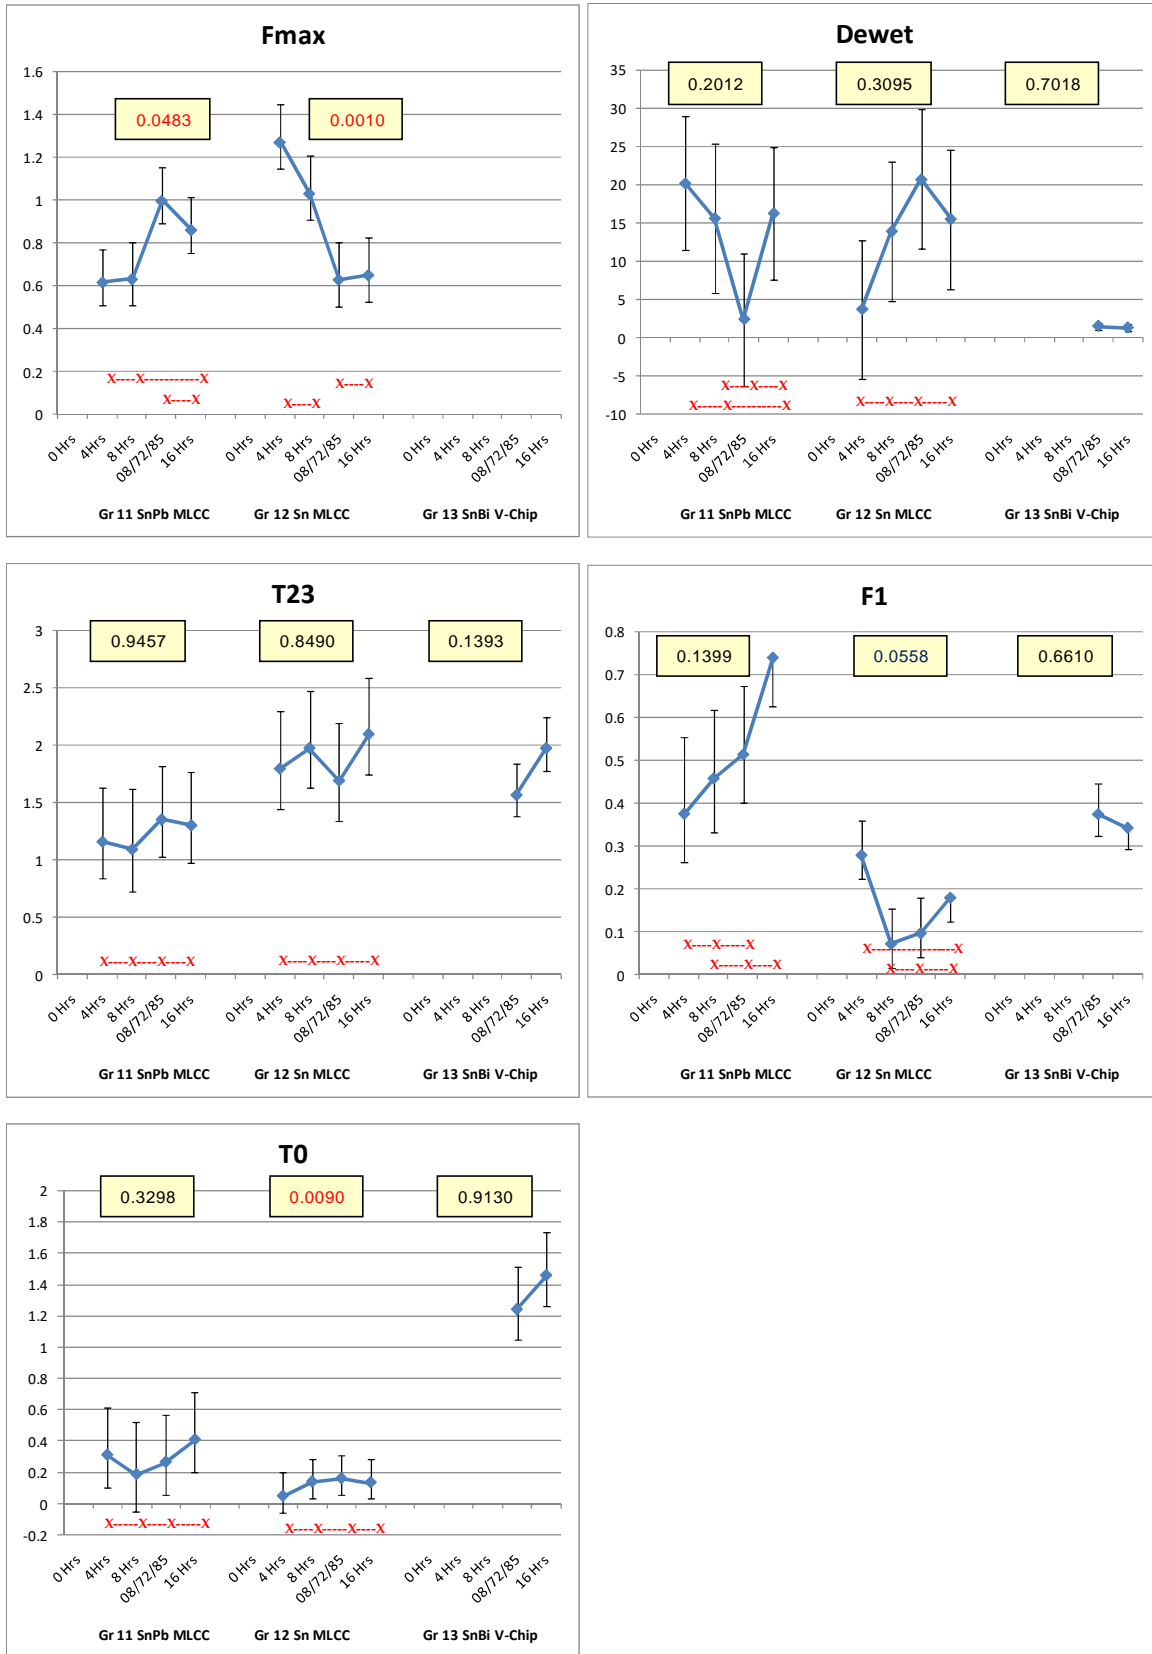 Fmax
1.6
1.4
1.2
1
0.8
0.6
0.4
0.2
0
0.0483
0.0010
X----X------------X
X----X
X----X
X----X
0 Hrs 4Hrs 8 Hrs 08/72/85 16 Hrs 0 Hrs 4 Hrs 8 Hrs 08/72/85 16 Hrs 0 Hrs 4 Hrs 8 Hrs 08/72/85 16 Hrs
Gr 11 SnPb MLCC Gr 12 Sn MLCC Gr 13 SnBi V-Chip
Dewet
35
30
25
20
15
10
5
0
-5
-10
0.2012 0.3095 0.7018
X----X----X
X-----X-----------X
X----X-----X-----X
0 Hrs 4Hrs 8 Hrs 08/72/85 16 Hrs 0 Hrs 4 Hrs 8 Hrs 08/72/85 16 Hrs 0 Hrs 4 Hrs 8 Hrs 08/72/85 16 Hrs
Gr 11 SnPb MLCC Gr 12 Sn MLCC Gr 13 SnBi V-Chip
T23
3
2.5
2
1.5
1
0.5
0
0.9457 0.8490 0.1393
X----X----X----X
X----X-----X-----X
0 Hrs 4Hrs 8 Hrs 08/72/85 16 Hrs 0 Hrs 4 Hrs 8 Hrs 08/72/85 16 Hrs 0 Hrs 4 Hrs 8 Hrs 08/72/85 16 Hrs
Gr 11 SnPb MLCC Gr 12 Sn MLCC Gr 13 SnBi V-Chip
F1
0.8
0.7
0.6
0.5
0.4
0.3
0.2
0.1
0
0.1399 0.0558 0.6610
X----X-----X
X-----X----X
X-----------------X
X----X-----X
0 Hrs 4Hrs 8 Hrs 08/72/85 16 Hrs 0 Hrs 4 Hrs 8 Hrs 08/72/85 16 Hrs 0 Hrs 4 Hrs 8 Hrs 08/72/85 16 Hrs
Gr 11 SnPb MLCC Gr 12 Sn MLCC Gr 13 SnBi V-Chip
T0
2
1.8
1.6
1.4
1.2
1
0.8
0.6
0.4
0.2
0
-0.2
0.3298 0.0090 0.9130
X-----X----X-----X
X----X-----X----X
0 Hrs 4Hrs 8 Hrs 08/72/85 16 Hrs 0 Hrs 4 Hrs 8 Hrs 08/72/85 16 Hrs 0 Hrs 4 Hrs 8 Hrs 08/72/85 16 Hrs
Gr 11 SnPb MLCC Gr 12 Sn MLCC Gr 13 SnBi V-Chip